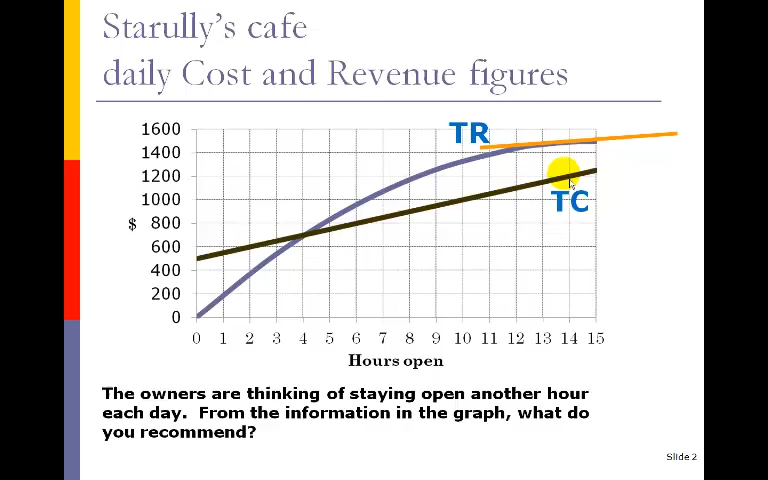 Starully's cafe
daily Cost and Revenue figures
TR
1600
1400
1200
1000
$ 800
600
400
200
0
TC
0 1 2 3 4 5 6 7 8 9 10 11 12 13 14 15
Hours open
The owners are thinking of staying open another hour
each day. From the information in the graph, what do
you recommend?
Slide 2